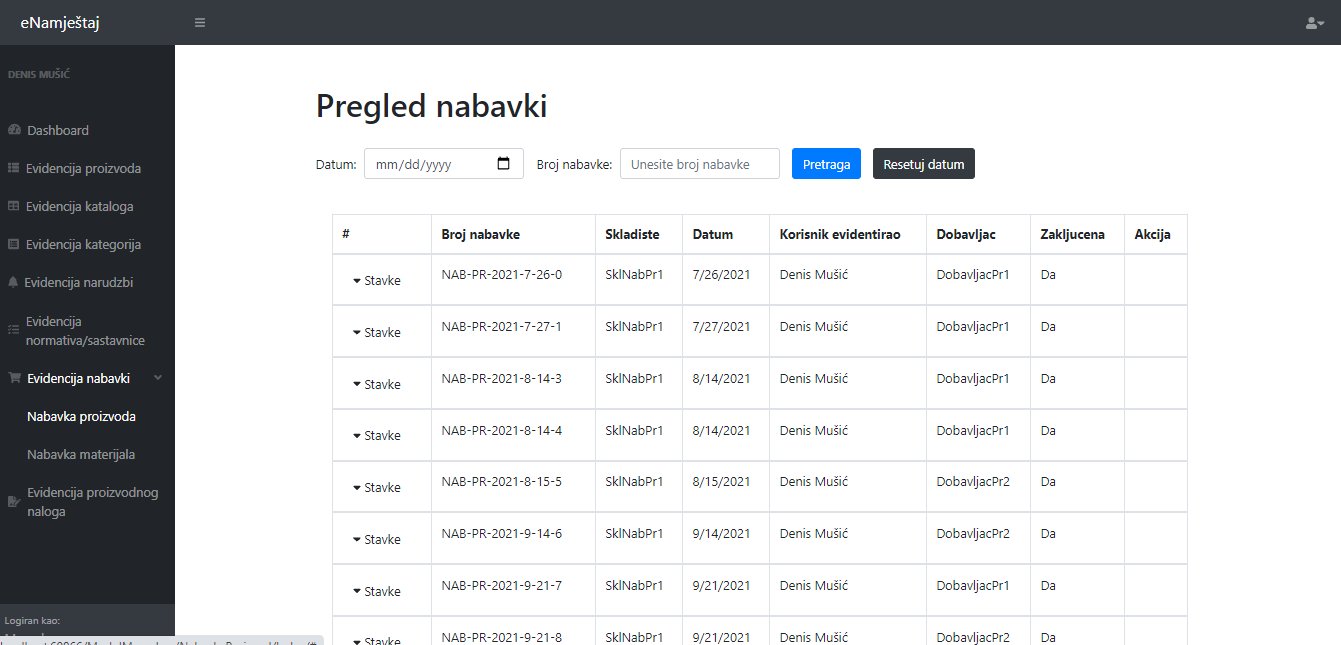 eNamještaj
DENIS MUŠIĆ
Dashboard
Evidencija proizvoda
Evidencija kataloga
Evidencija kategorija
Evidencija narudzbi
Evidencija
normativa/sastavnice
Evidencija nabavki
Nabavka proizvoda
Nabavka materijala
Evidencija proizvodnog
naloga
Logiran kao:
Pregled nabavki
Datum: mm/dd/yyyy Broj nabavke: Unesite broj nabavke Pretraga Resetuj datum
# Broj nabavke Skladiste Datum Korisnik evidentirao Dobavljac Zakljucena Akcija
Stavke NAB-PR-2021-7-26-0 SklNabPr1 7/26/2021 Denis Mušić DobavljacPr1 Da
Stavke NAB-PR-2021-7-27-1 SklNabPr1 7/27/2021 Denis Mušić DobavljacPr1 Da
Stavke NAB-PR-2021-8-14-3 SklNabPr1 8/14/2021 Denis Mušić DobavljacPr1 Da
Stavke NAB-PR-2021-8-14-4 SklNabPr1 8/14/2021 Denis Mušić DobavljacPr1 Da
Stavke NAB-PR-2021-8-15-5 SklNabPr1 8/15/2021 Denis Mušić DobavljacPr2 Da
Stavke NAB-PR-2021-9-14-6 SklNabPr1 9/14/2021 Denis Mušić DobavljacPr2 Da
Stavke NAB-PR-2021-9-21-7 SklNabPr1 9/21/2021 Denis Mušić DobavljacPr1 Da
Stavke NAB-PR-2021-9-21-8 SklNabPr1 9/21/2021 Denis Mušić DobavljacPr2 Da